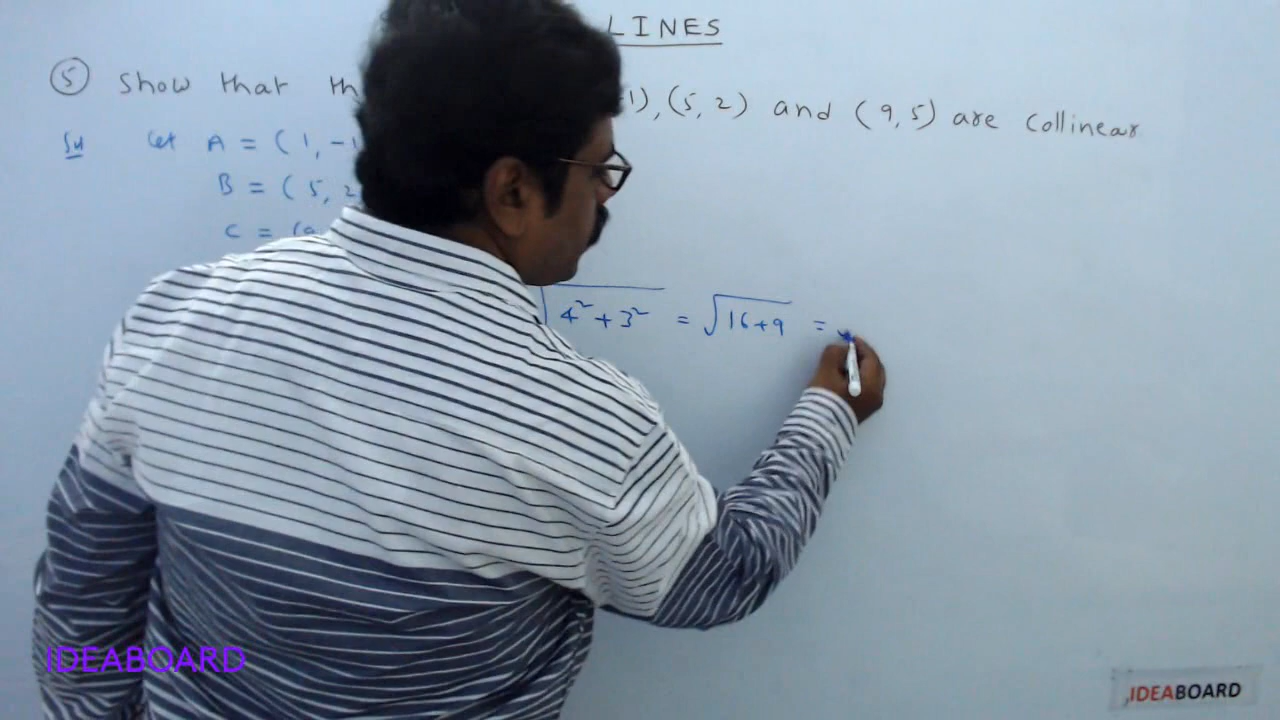 LINES
⑤ Show that th 1), (5, 2) and (9, 5) are collinear
Sol Let A = (1, -1
B = (5, 2
C = (9
√4²+3² = √16+9 =
IDEABOARD
IDEABOARD